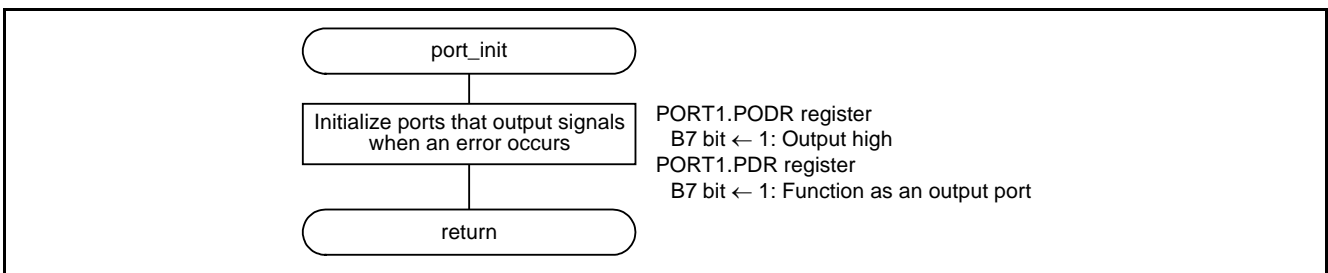 port_init
Initialize ports that output signals
when an error occurs
PORT1.PODR register
B7 bit ← 1: Output high
PORT1.PDR register
B7 bit ← 1: Function as an output port
return